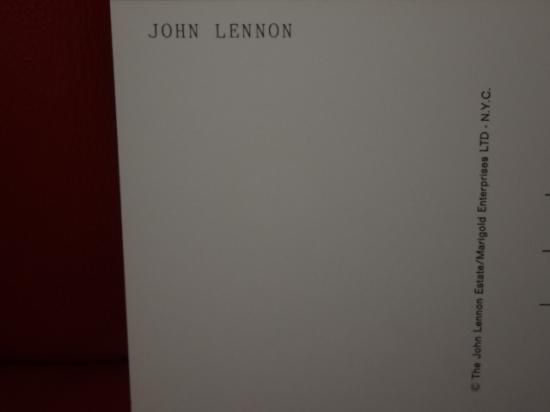 JOHN LENNON
© The John Lennon Estate/Marigold Enterprises LTD - N.Y.C.